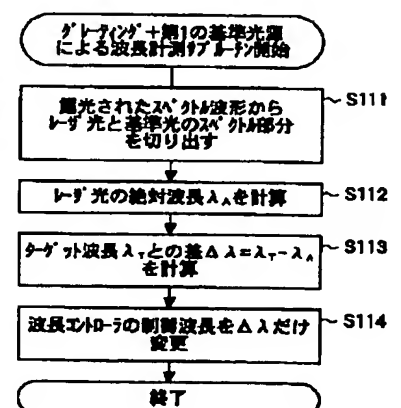 グレーティング+第1の基準光源
による波長計測サブルーチン開始
露光されたスペクトル波形から
レーザ光と基準光のスペクトル部分
を切り出す
S111
レーザ光の絶対波長λAを計算
S112
ターゲット波長λTとの差Δλ=λT-λA
を計算
S113
波長コントローラの制御波長をΔλだけ
変更
S114
終了